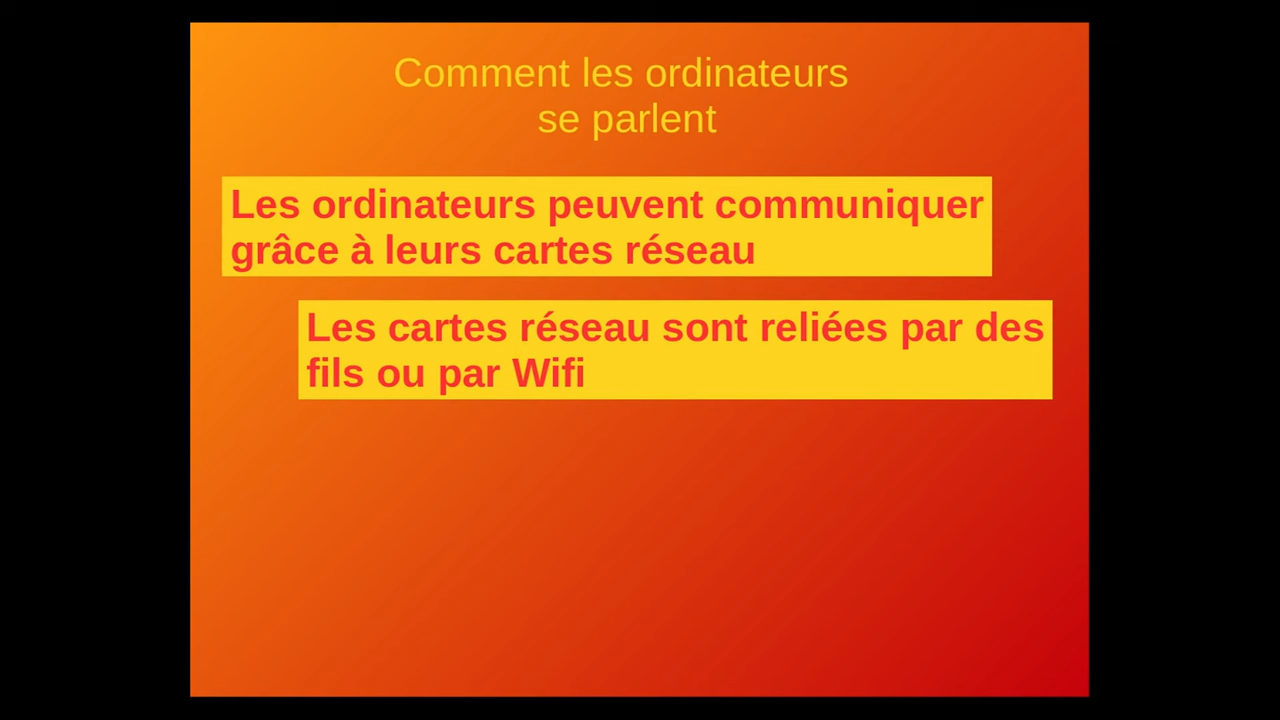 Comment les ordinateurs
se parlent
Les ordinateurs peuvent communiquer
grâce à leurs cartes réseau
Les cartes réseau sont reliées par des
fils ou par Wifi